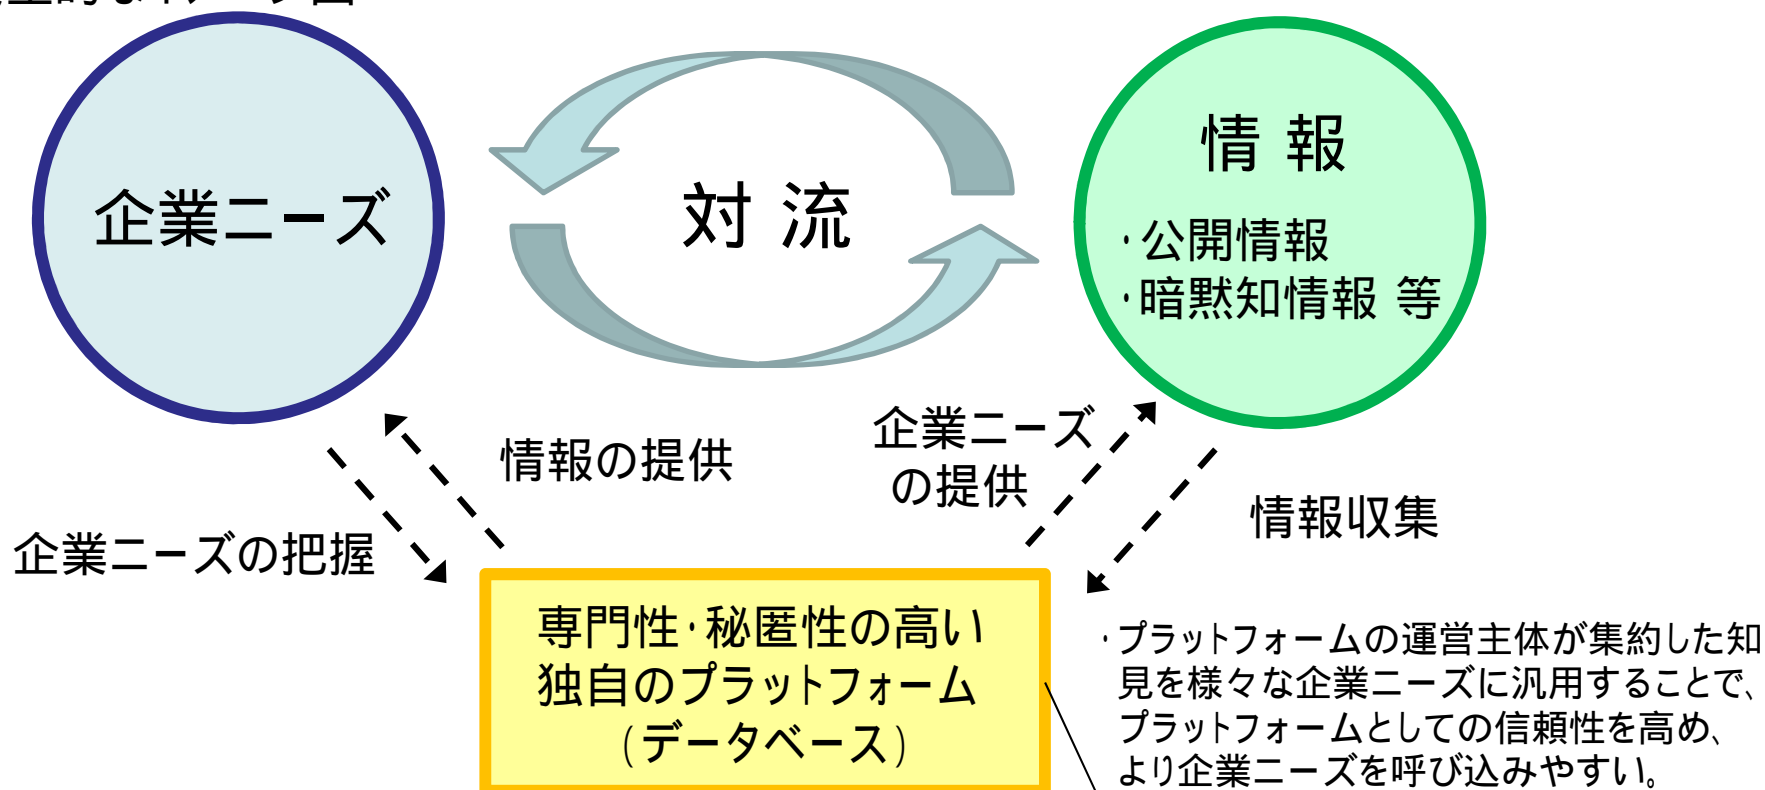 企業ニーズ
対 流
情 報
・公開情報
・暗黙知情報 等
情報の提供
企業ニーズ
の提供
企業ニーズの把握
情報収集
専門性・秘匿性の高い
独自のプラットフォーム
(データベース)
・プラットフォームの運営主体が集約した知
見を様々な企業ニーズに汎用することで、
プラットフォームとしての信頼性を高め、
より企業ニーズを呼び込みやすい。